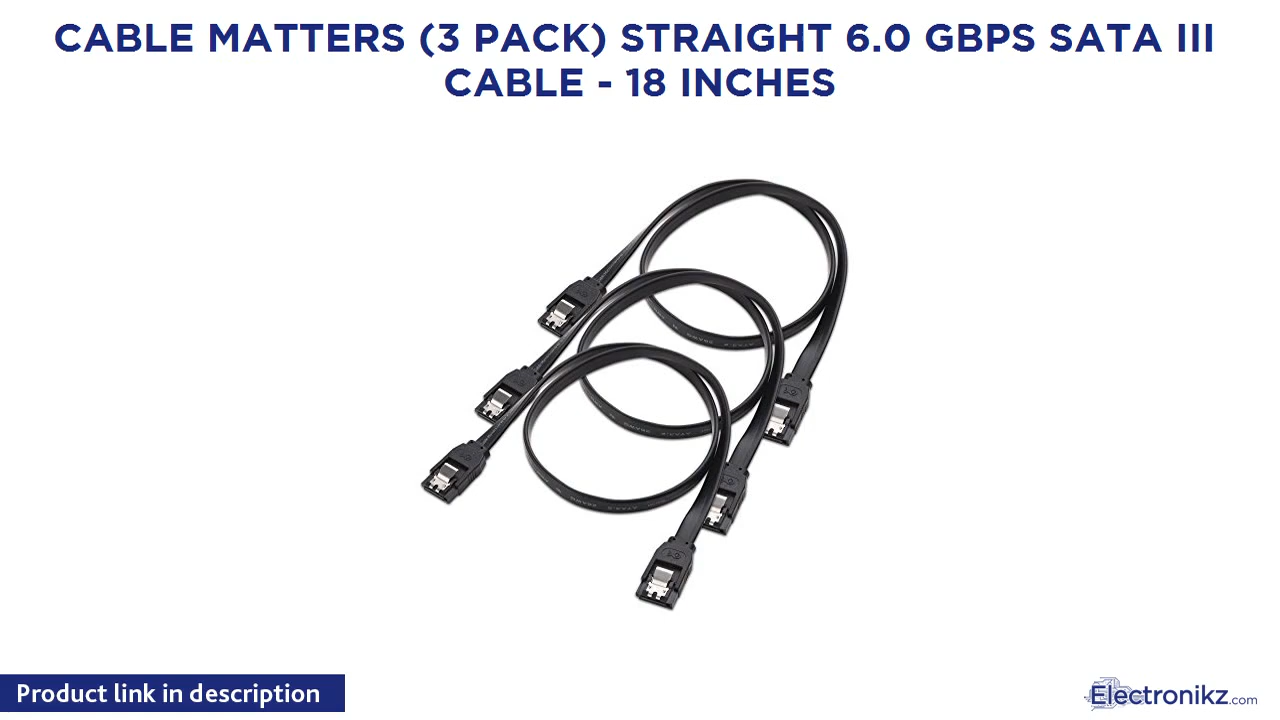 CABLE MATTERS (3 PACK) STRAIGHT 6.0 GBPS SATA III
CABLE - 18 INCHES
Product link in description
Electronikz.com